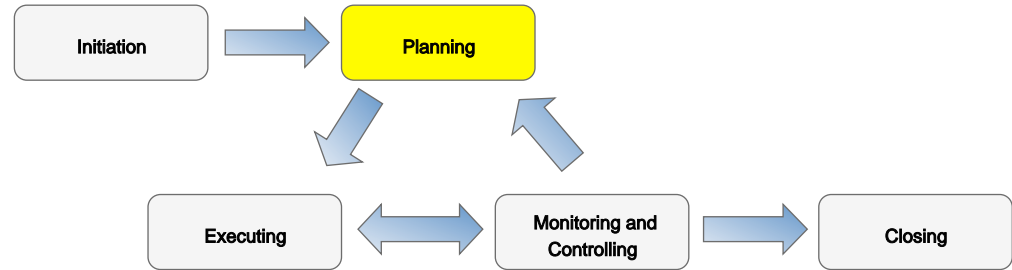 Initiation
Planning
Executing
Monitoring and
Controlling
Closing